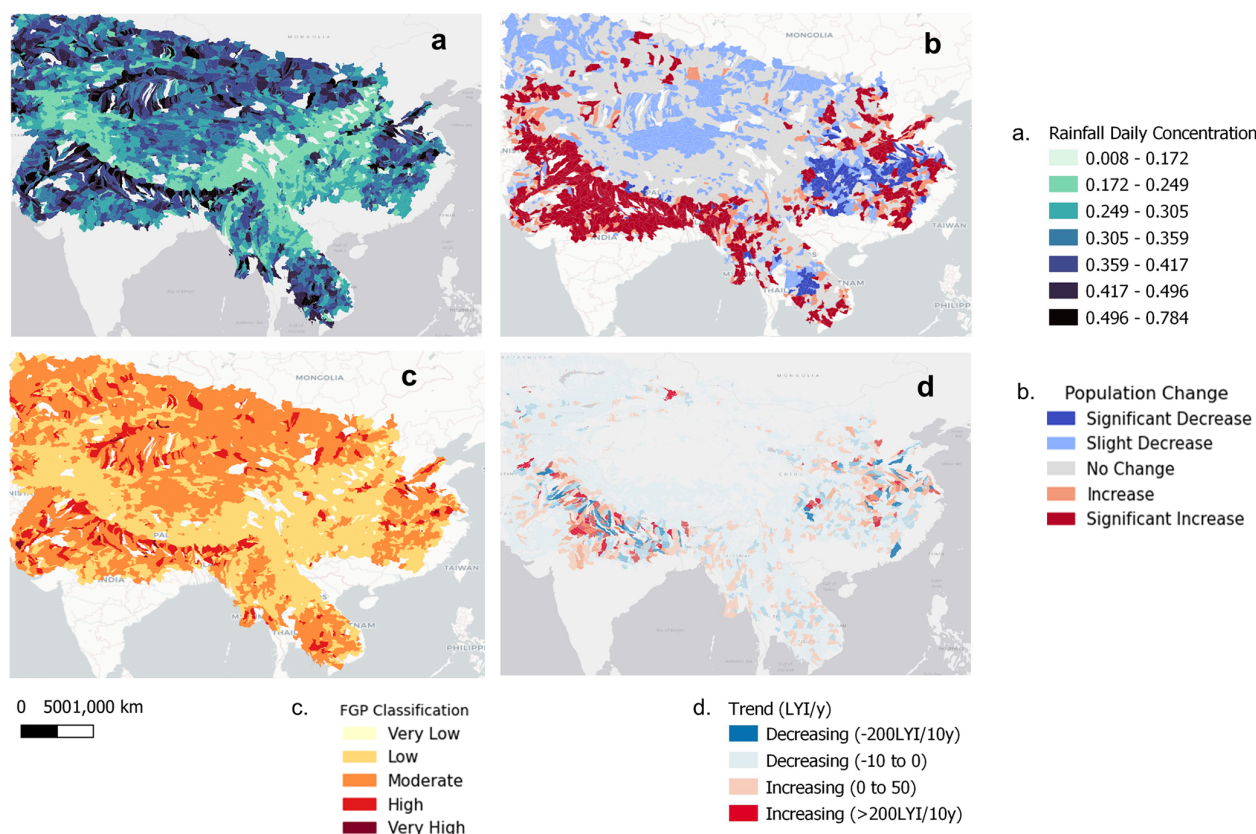 MONGOLIA
a
MONGOLIA
b
INDIA
TAIWAN
PHILIPP
MONGOLIA
c
INDIA
TAIWAN
PHILIPP
d
a. Rainfall Daily Concentration
0.008 - 0.172
0.172 - 0.249
0.249 - 0.305
0.305 - 0.359
0.359 - 0.417
0.417 - 0.496
0.496 - 0.784
b. Population Change
Significant Decrease
Slight Decrease
No Change
Increase
Significant Increase
0 5001,000 km
c. FGP Classification
Very Low
Low
Moderate
High
Very High
d. Trend (LYI/y)
Decreasing (-200LYI/10y)
Decreasing (-10 to 0)
Increasing (0 to 50)
Increasing (>200LYI/10y)